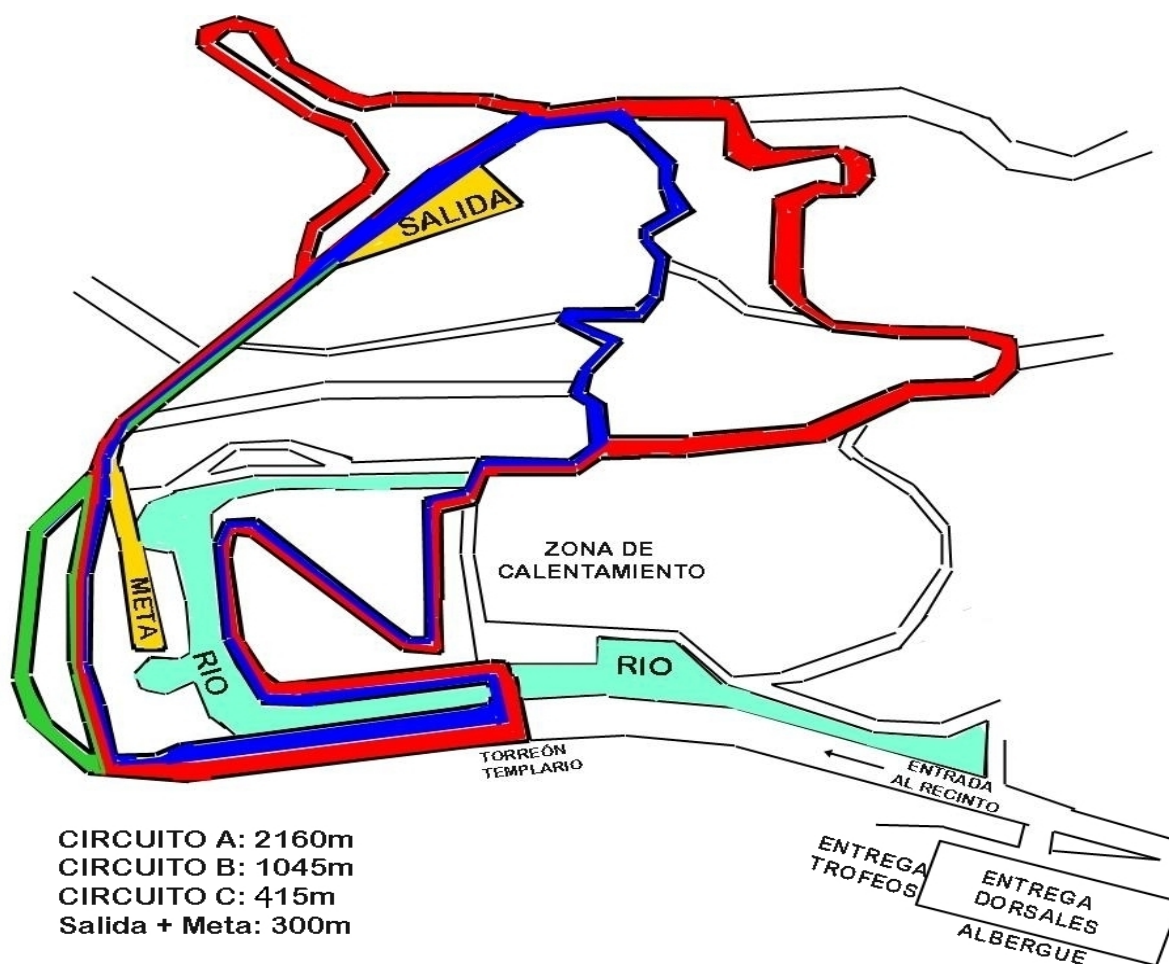 SALIDA
ZONA DE
CALENTAMIENTO
META
RIO
RIO
TORREÓN
TEMPLARIO
ENTRADA
AL RECINTO
CIRCUITO A: 2160m
CIRCUITO B: 1045m
CIRCUITO C: 415m
Salida + Meta: 300m
ENTREGA
TROFEOS
ENTREGA
DORSALES
ALBERGUE